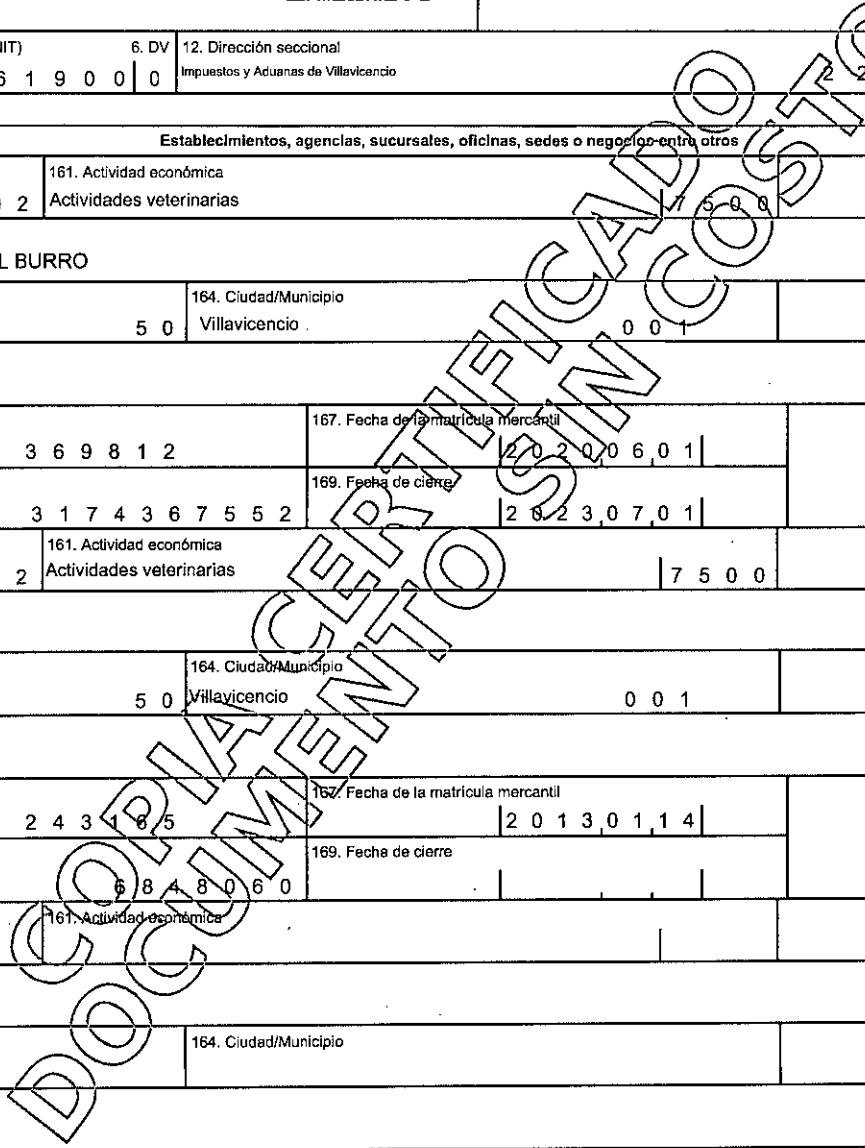 NIT) 6. DV 12. Dirección seccional
6 1 9 0 0 0 Impuestos y Aduanas de Villavicencio 2 2
Establecimientos, agencias, sucursales, oficinas, sedes o negocios entre otros
161. Actividad económica
2 Actividades veterinarias 7 5 0 0
L BURRO
164. Ciudad/Municipio
5 0 Villavicencio 0 0 1
167. Fecha de la matrícula mercantil
3 6 9 8 1 2 2 0 2 0 0 6 0 1
169. Fecha de cierre
3 1 7 4 3 6 7 5 5 2 2 0 2 3 0 7 0 1
161. Actividad económica
2 Actividades veterinarias 7 5 0 0
164. Ciudad/Municipio
5 0 Villavicencio 0 0 1
167. Fecha de la matrícula mercantil
2 4 3 1 6 5 2 0 1 3 0 1 1 4
169. Fecha de cierre
6 8 4 8 0 6 0
161. Actividad económica
164. Ciudad/Municipio
COPIA CERTIFICADO
DOCUMENTO SIN COSTO